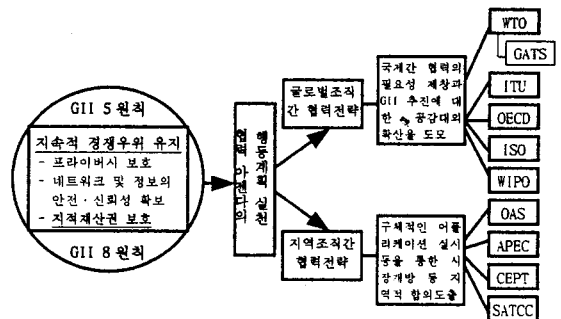 GII 5원칙
지속적 경쟁우위 유지
- 프라이버시 보호
- 네트워크 및 정보의
안전·신뢰성 확보
- 지적재산권 보호
GII 8원칙
협력 아젠다의
행동계획 실천
글로벌조직
간 협력전략
지역조직간
협력전략
국제간 협력의
필요성 제창과
GII 추진에 대
한 공감대의
확산을 도모
구체적인 어플
리케이션 실시
등을 통한 시
장개방 등 지
역적 합의도출
WTO
GATS
ITU
OECD
ISO
WIPO
OAS
APEC
CEPT
SATCC